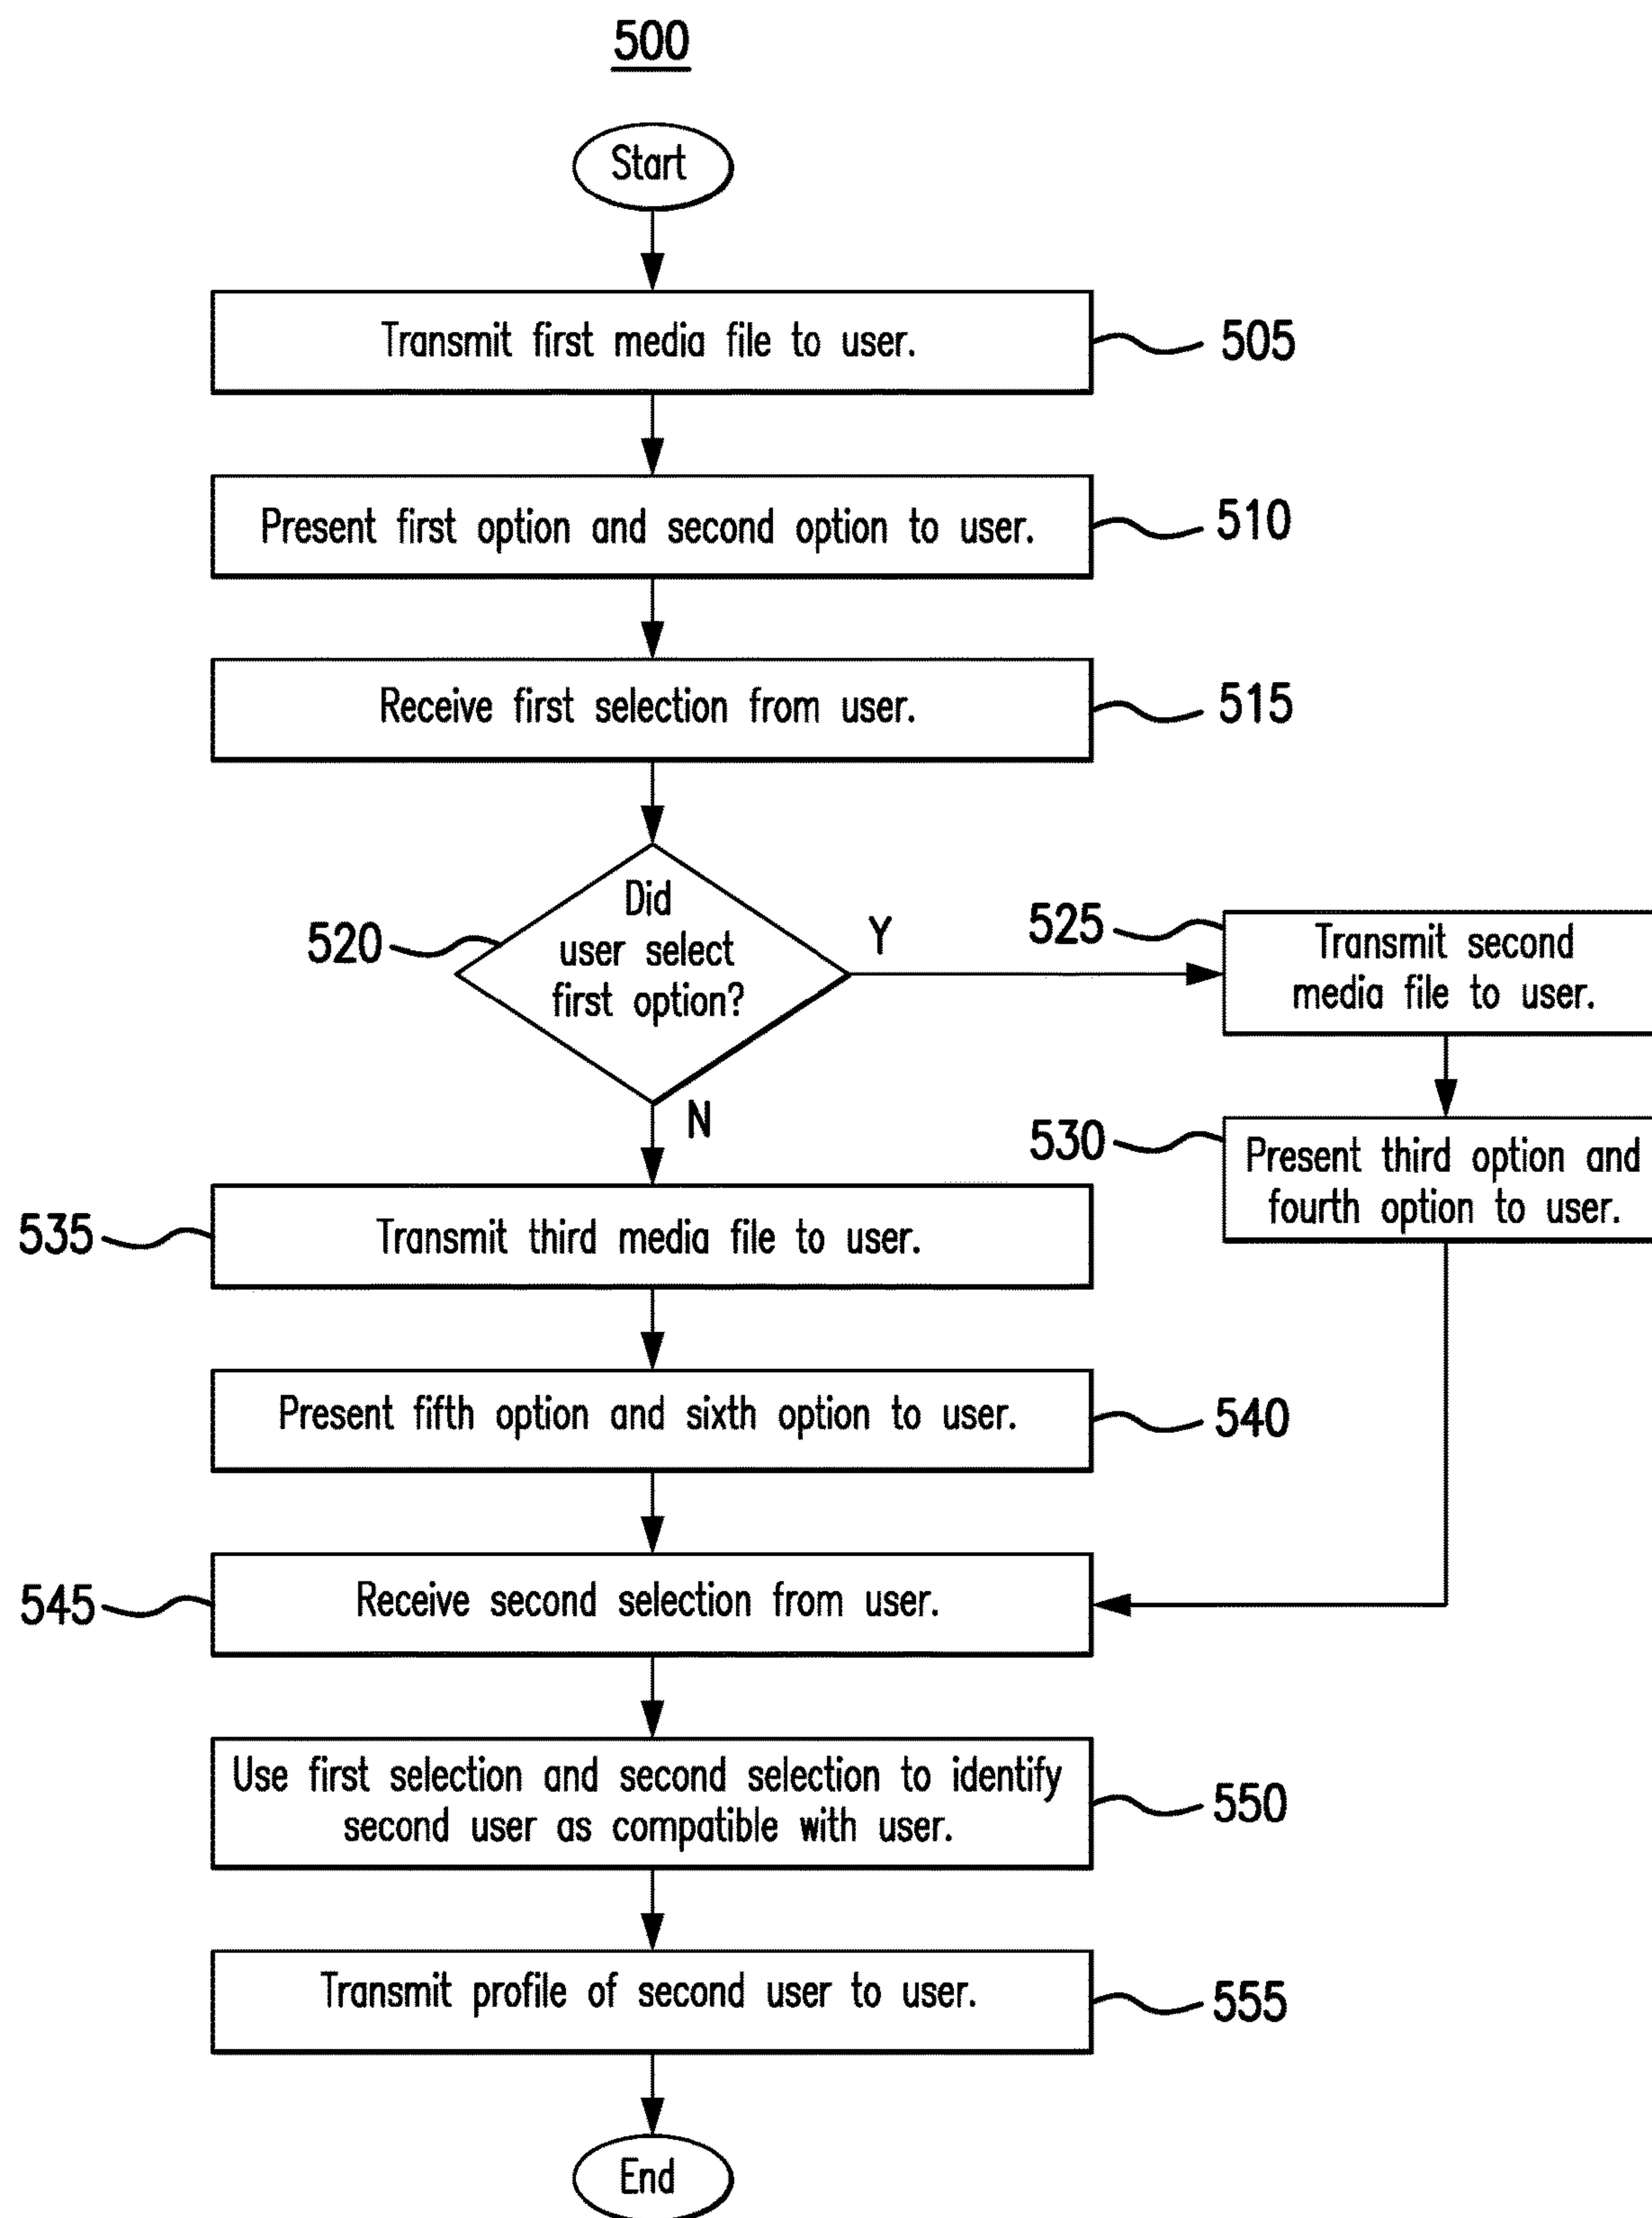 500
Start
Transmit first media file to user.
505
Present first option and second option to user.
510
Receive first selection from user.
515
Did
user select
first option?
520
Y
N
525
Transmit second
media file to user.
530
Present third option and
fourth option to user.
535
Transmit third media file to user.
Present fifth option and sixth option to user.
540
545
Receive second selection from user.
Use first selection and second selection to identify
second user as compatible with user.
550
Transmit profile of second user to user.
555
End